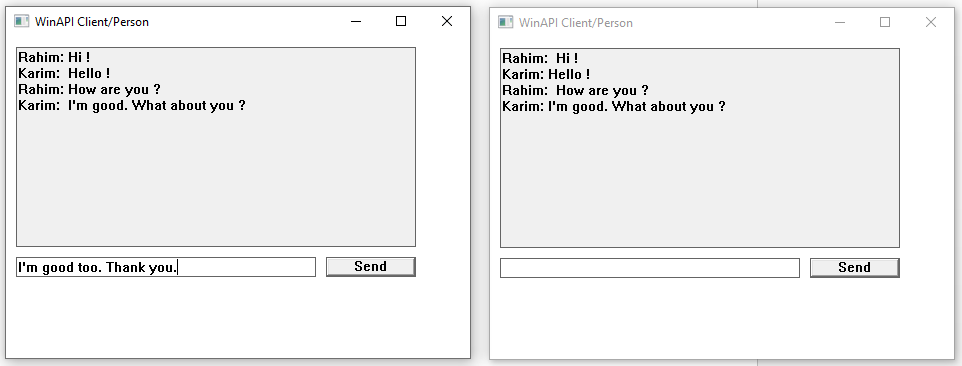 WinAPI Client/Person
Rahim: Hi !
Karim:  Hello !
Rahim: How are you ?
Karim:  I'm good. What about you ?
I'm good too. Thank you.
Send
WinAPI Client/Person
Rahim:  Hi !
Karim: Hello !
Rahim:  How are you ?
Karim: I'm good. What about you ?
Send